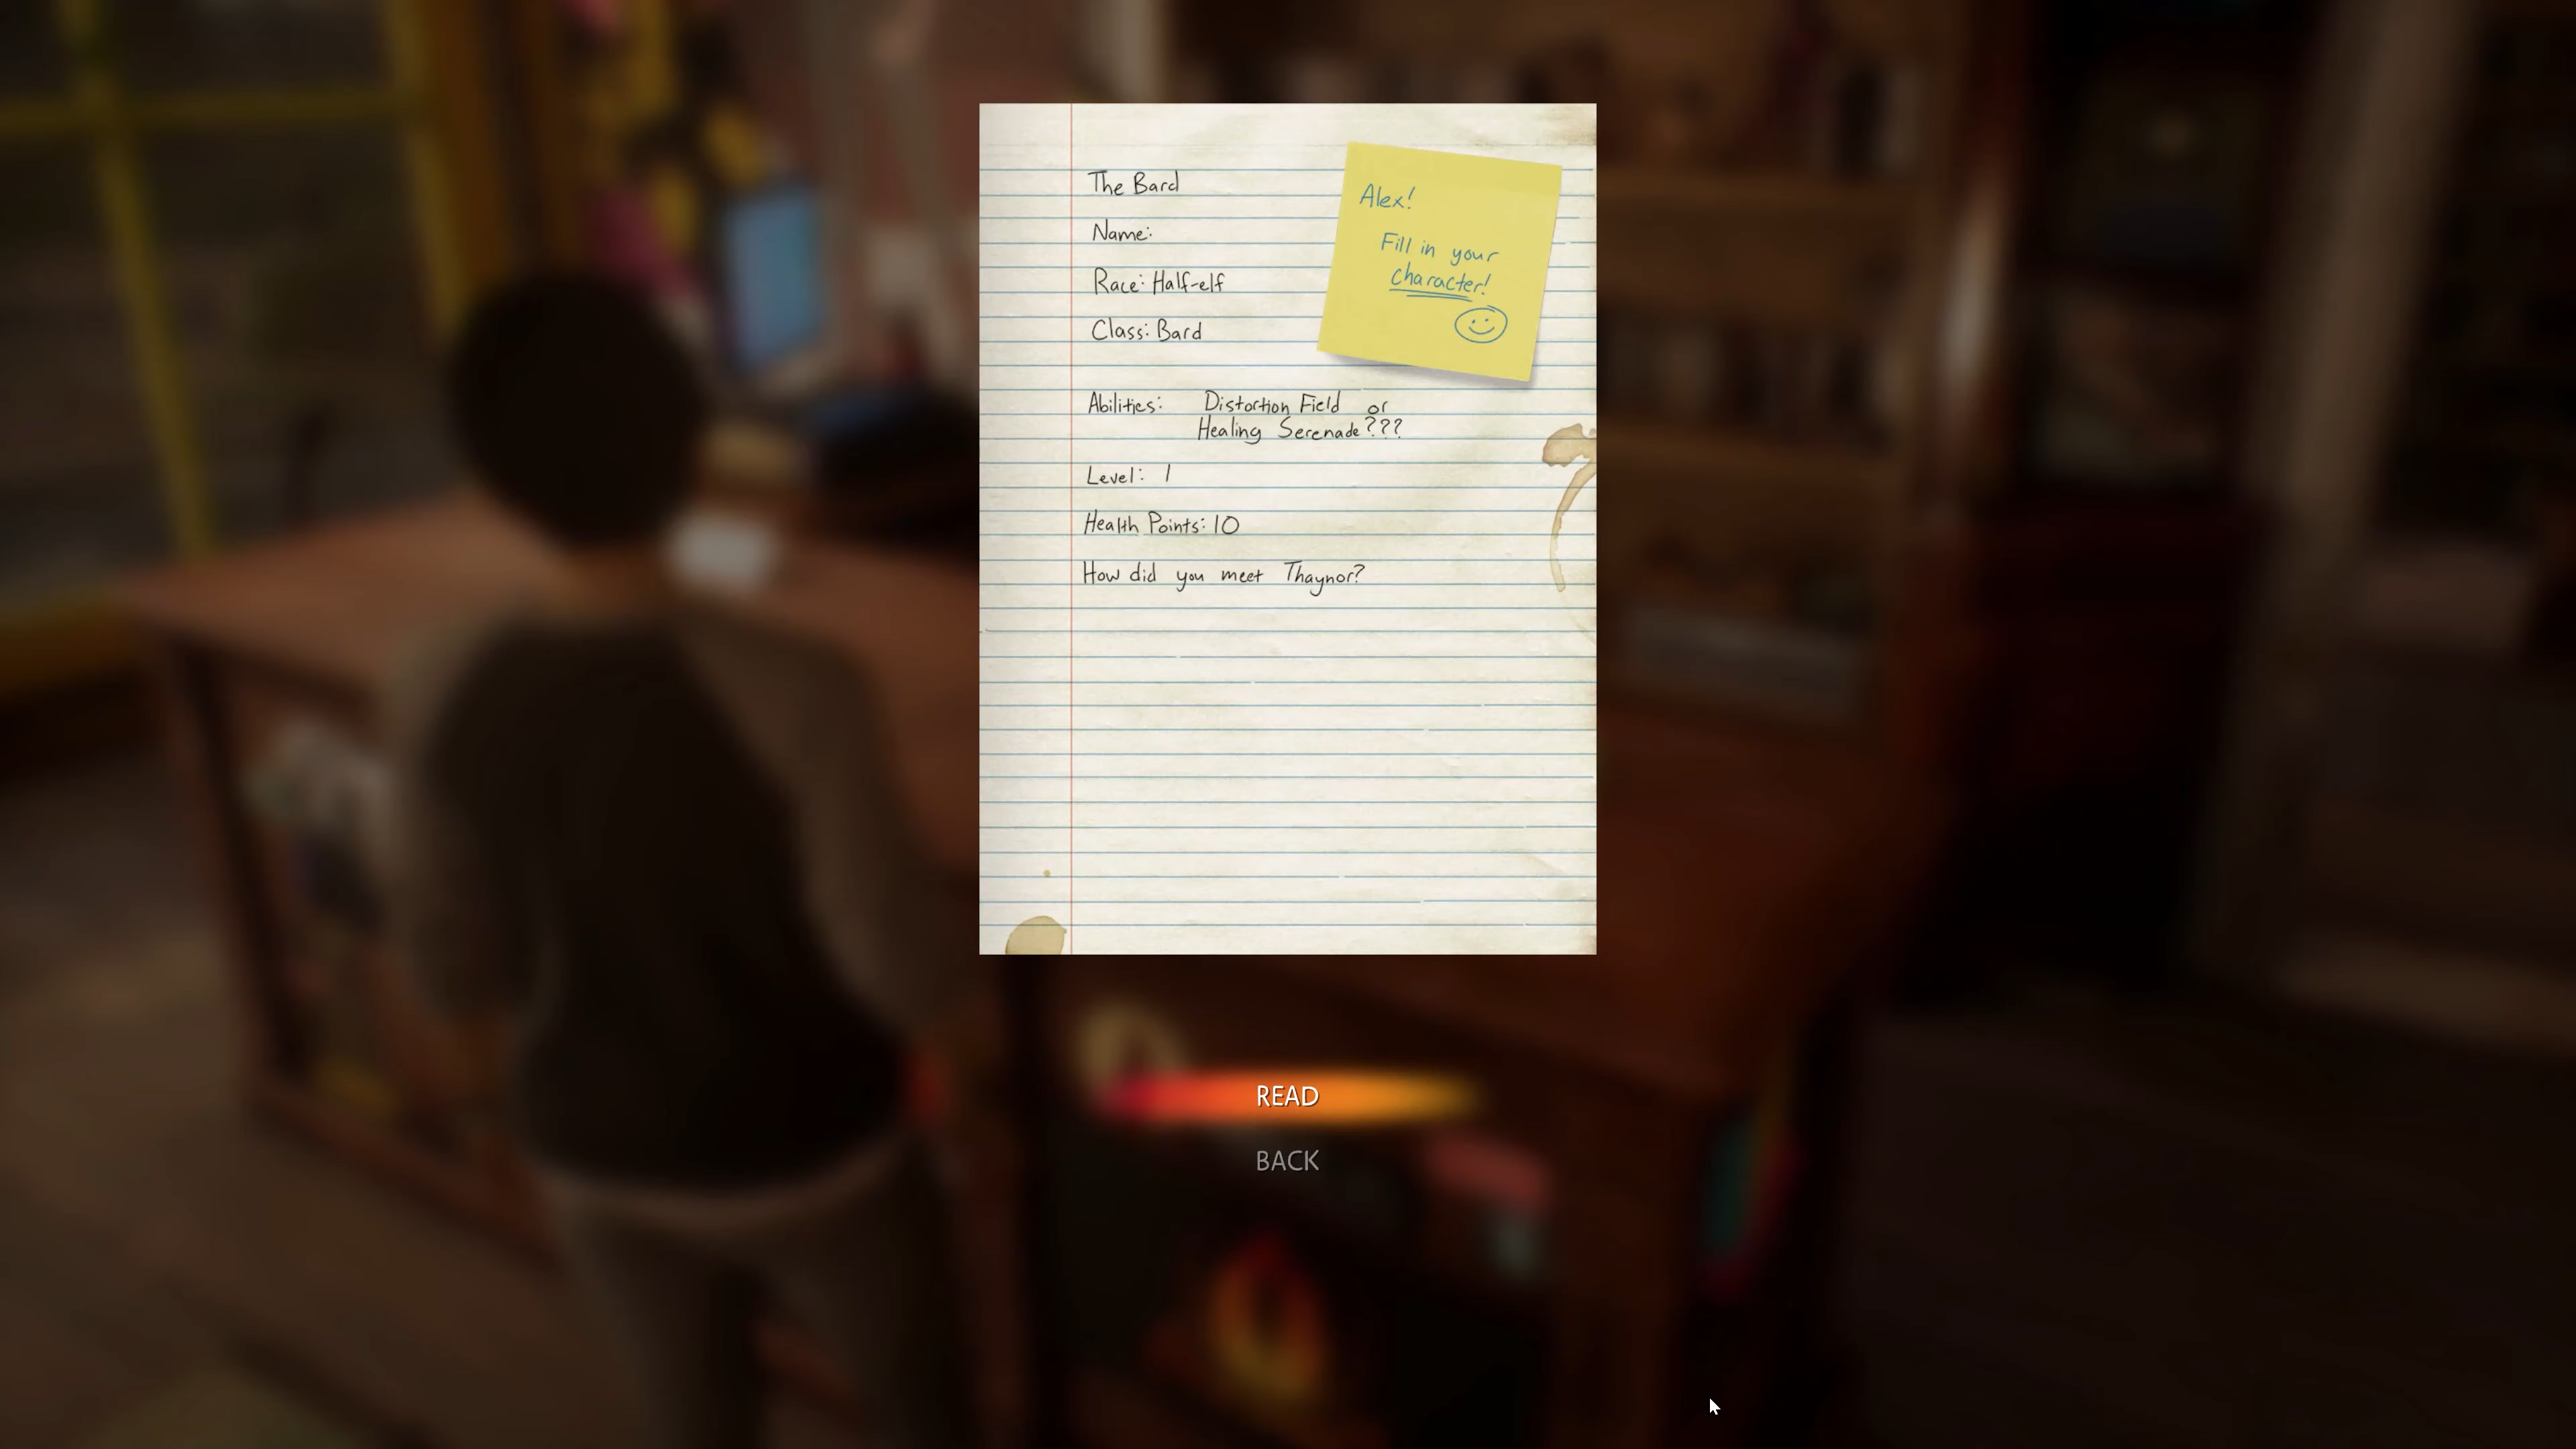 The Bard
Name:
Race: Half-elf
Class: Bard
Alex!
Fill in your
character!
Abilities: Distortion Field or
Healing Serenade???
Level: 1
Health Points: 10
How did you meet Thaynor?
READ
BACK